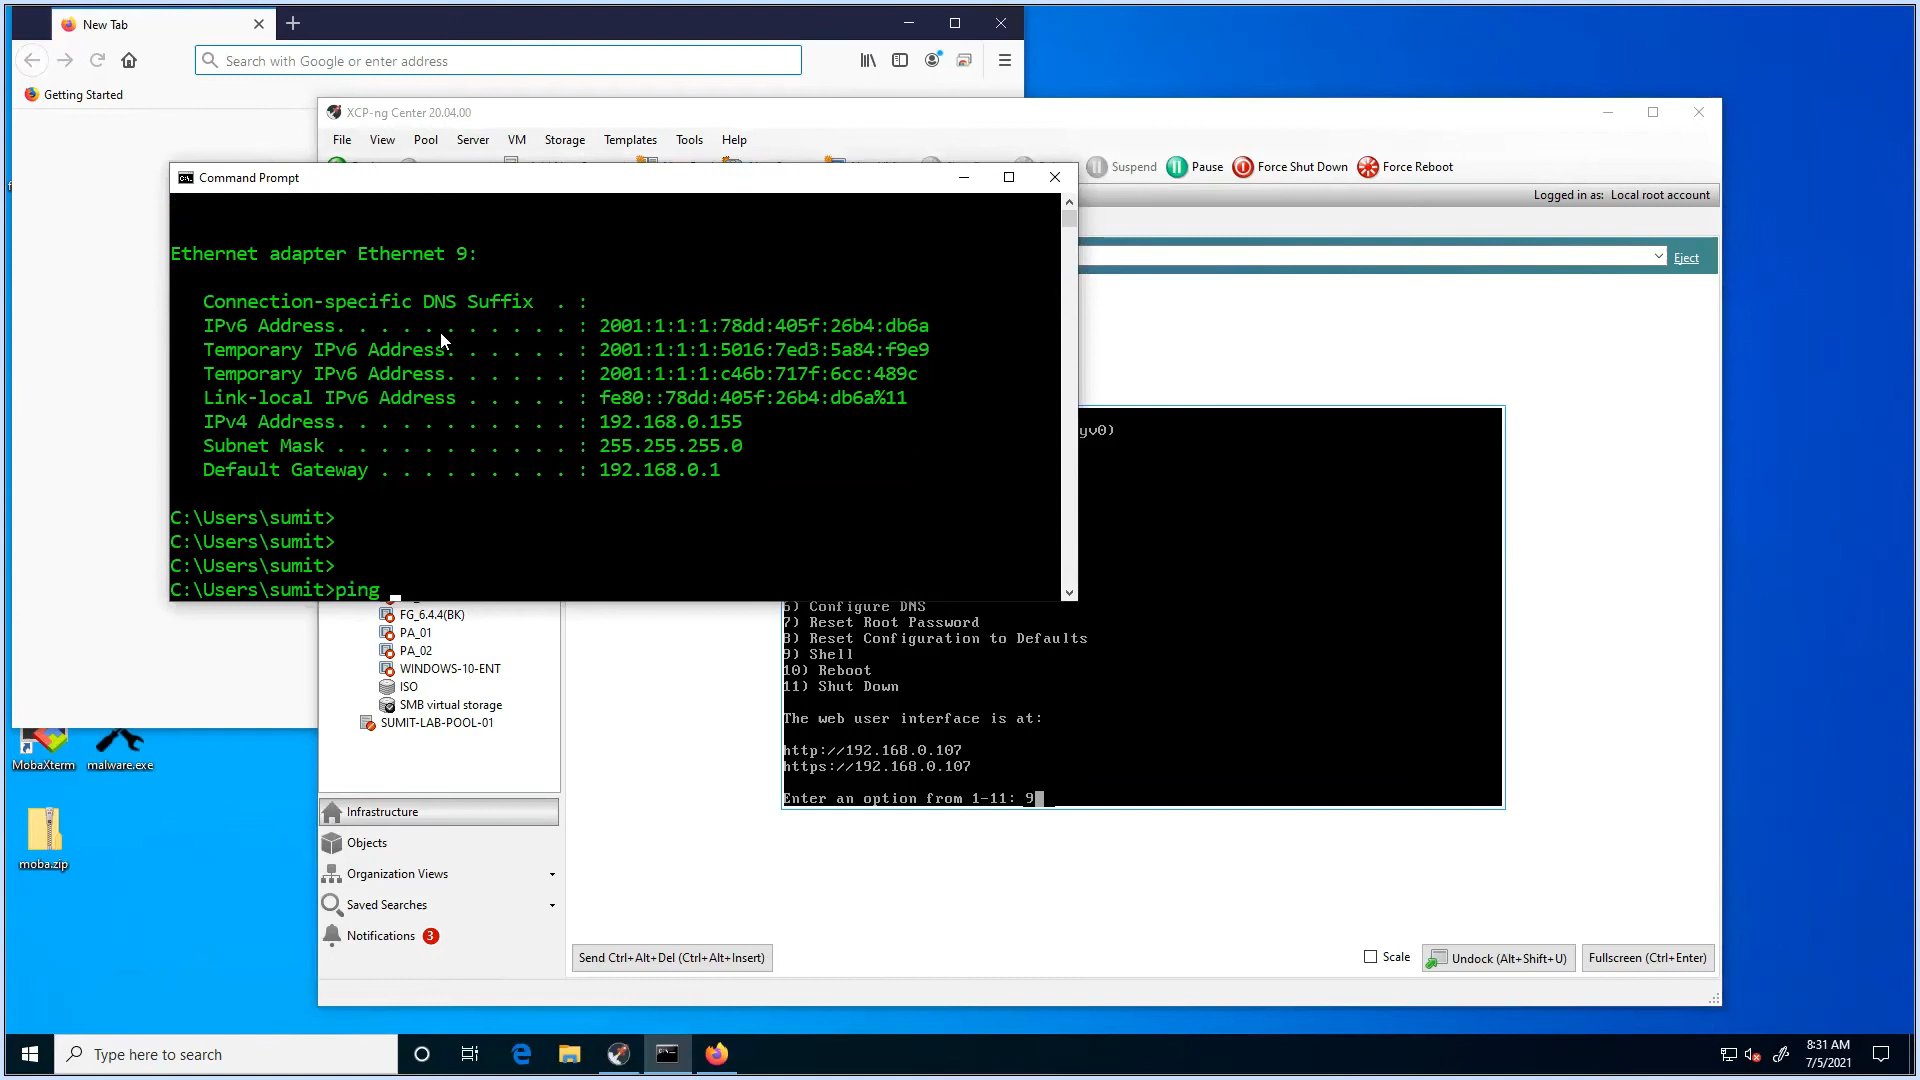 New Tab
Search with Google or enter address
Getting Started
XCP-ng Center 20.04.00
File View Pool Server VM Storage Templates Tools Help
Suspend Pause Force Shut Down Force Reboot
Logged in as: Local root account
Eject
Command Prompt
Ethernet adapter Ethernet 9:
Connection-specific DNS Suffix . :
IPv6 Address. . . . . . . . . . . : 2001:1:1:1:78dd:405f:26b4:db6a
Temporary IPv6 Address. . . . . . : 2001:1:1:1:5016:7ed3:5a84:f9e9
Temporary IPv6 Address. . . . . . : 2001:1:1:1:c46b:717f:6cc:489c
Link-local IPv6 Address . . . . . : fe80::78dd:405f:26b4:db6a%11
IPv4 Address. . . . . . . . . . . : 192.168.0.155
Subnet Mask . . . . . . . . . . . : 255.255.255.0
Default Gateway . . . . . . . . . : 192.168.0.1
C:\Users\sumit>
C:\Users\sumit>
C:\Users\sumit>
C:\Users\sumit>ping
yv0)
6) Configure DNS
7) Reset Root Password
8) Reset Configuration to Defaults
9) Shell
10) Reboot
11) Shut Down
The web user interface is at:
http://192.168.0.107
https://192.168.0.107
Enter an option from 1-11: 9
FG_6.4.4(BK)
PA_01
PA_02
WINDOWS-10-ENT
ISO
SMB virtual storage
SUMIT-LAB-POOL-01
Infrastructure
Objects
Organization Views
Saved Searches
Notifications 3
Send Ctrl+Alt+Del (Ctrl+Alt+Insert)
Scale
Undock (Alt+Shift+U)
Fullscreen (Ctrl+Enter)
MobaXterm
malware.exe
moba.zip
Type here to search
8:31 AM
7/5/2021